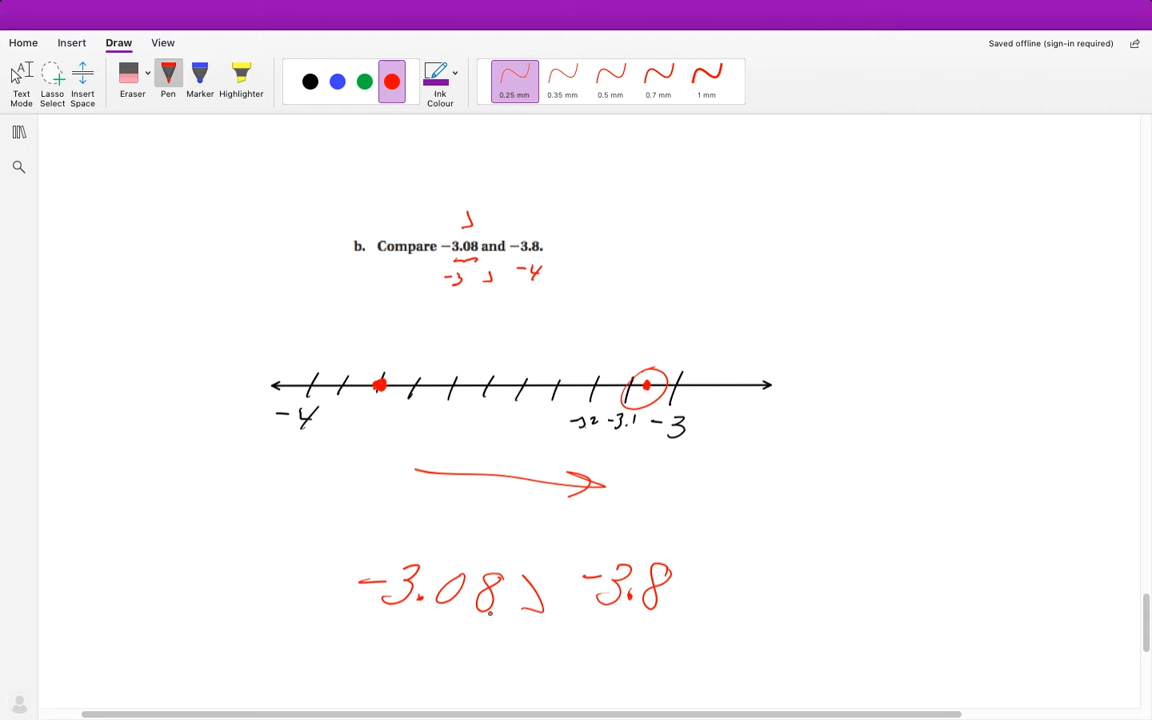 Home Insert Draw View
Saved offline (sign-in required)
Text Mode
Lasso Select
Insert Space
Eraser
Pen
Marker
Highlighter
Ink Colour
0.25 mm
0.35 mm
0.5 mm
0.7 mm
1 mm
>
b. Compare −3.08 and −3.8.
-3 > -4
-4 -3.1 -3
-3.08 > -3.8